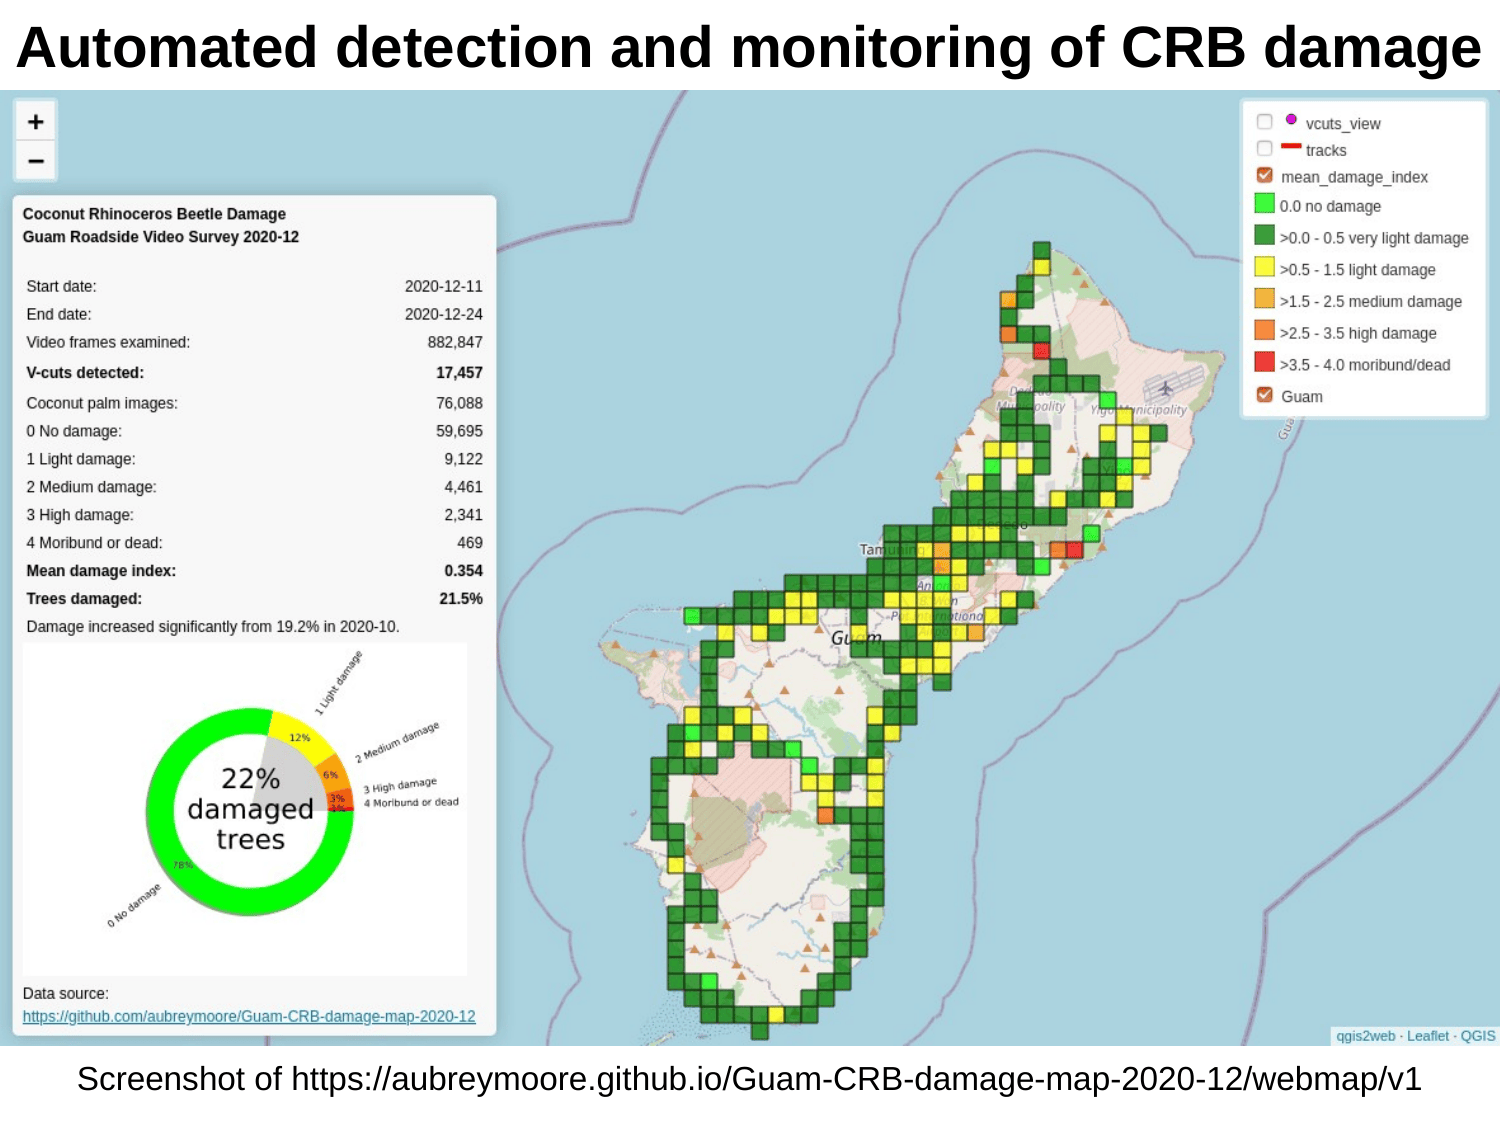 Automated detection and monitoring of CRB damage
+
−
Coconut Rhinoceros Beetle Damage
Guam Roadside Video Survey 2020-12
Start date: 2020-12-11
End date: 2020-12-24
Video frames examined: 882,847
V-cuts detected: 17,457
Coconut palm images: 76,088
0 No damage: 59,695
1 Light damage: 9,122
2 Medium damage: 4,461
3 High damage: 2,341
4 Moribund or dead: 469
Mean damage index: 0.354
Trees damaged: 21.5%
Damage increased significantly from 19.2% in 2020-10.
1 Light damage
12%
2 Medium damage
6%
3 High damage
3%
4 Moribund or dead
1%
22%
damaged
trees
78%
0 No damage
Data source:
https://github.com/aubreymoore/Guam-CRB-damage-map-2020-12
vcuts_view
tracks
mean_damage_index
0.0 no damage
>0.0 - 0.5 very light damage
>0.5 - 1.5 light damage
>1.5 - 2.5 medium damage
>2.5 - 3.5 high damage
>3.5 - 4.0 moribund/dead
Guam
Municipality
Tamuning
Guam
qgis2web · Leaflet · QGIS
Screenshot of https://aubreymoore.github.io/Guam-CRB-damage-map-2020-12/webmap/v1